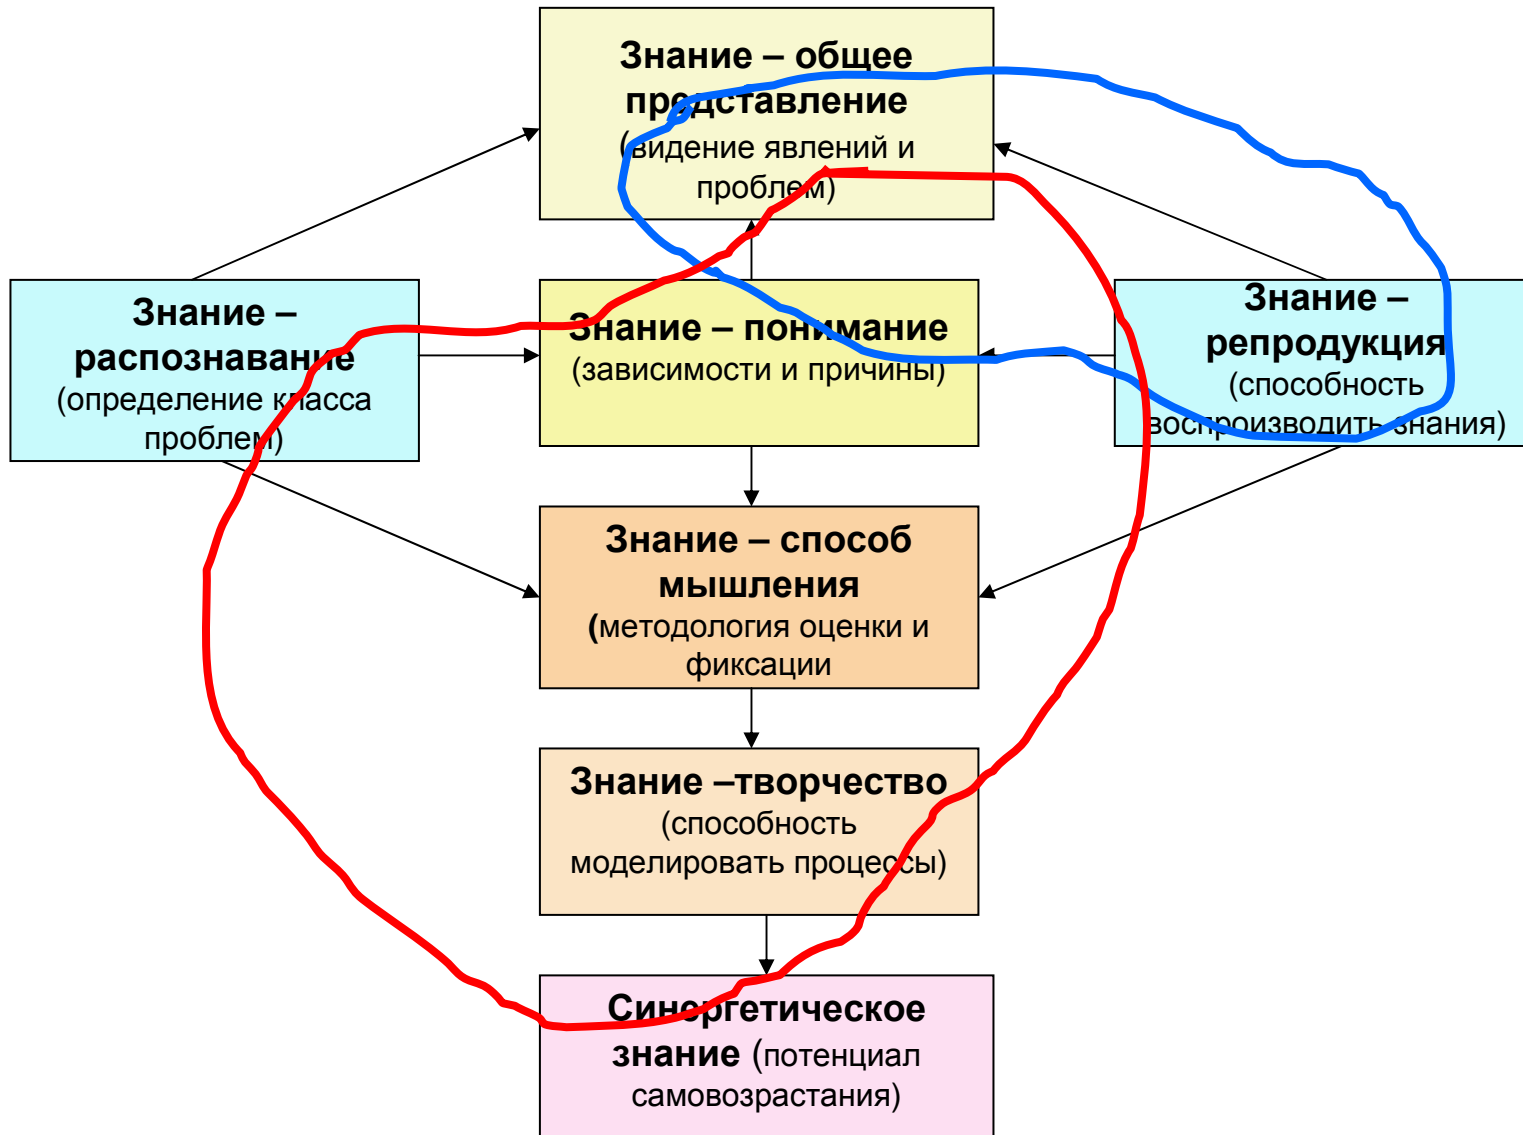 Знание – общее
представление
(видение явлений и
проблем)
Знание –
распознавание
(определение класса
проблем)
Знание – понимание
(зависимости и причины)
Знание –
репродукция
(способность
воспроизводить знания)
Знание – способ
мышления
(методология оценки и
фиксации
Знание –творчество
(способность
моделировать процессы)
Синергетическое
знание (потенциал
самовозрастания)